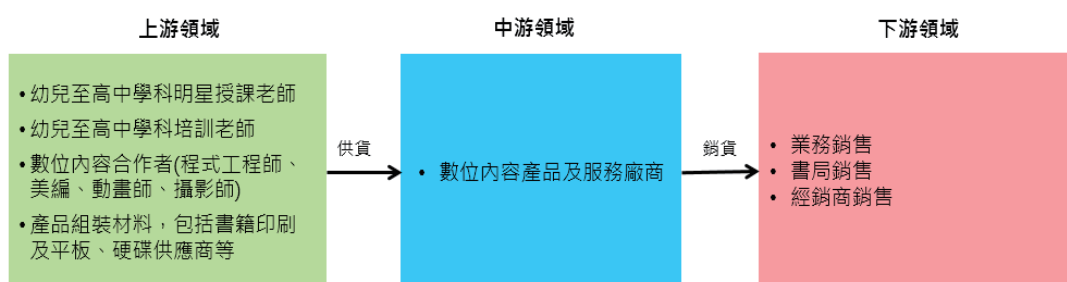 上游領域
中游領域
下游領域
• 幼兒至高中學科明星授課老師
• 幼兒至高中學科培訓老師
• 數位內容合作者(程式工程師、
美編、動畫師、攝影師)
• 產品組裝材料，包括書籍印刷
及平板、硬碟供應商等
供貨
• 數位內容產品及服務廠商
銷貨
• 業務銷售
• 書局銷售
• 經銷商銷售